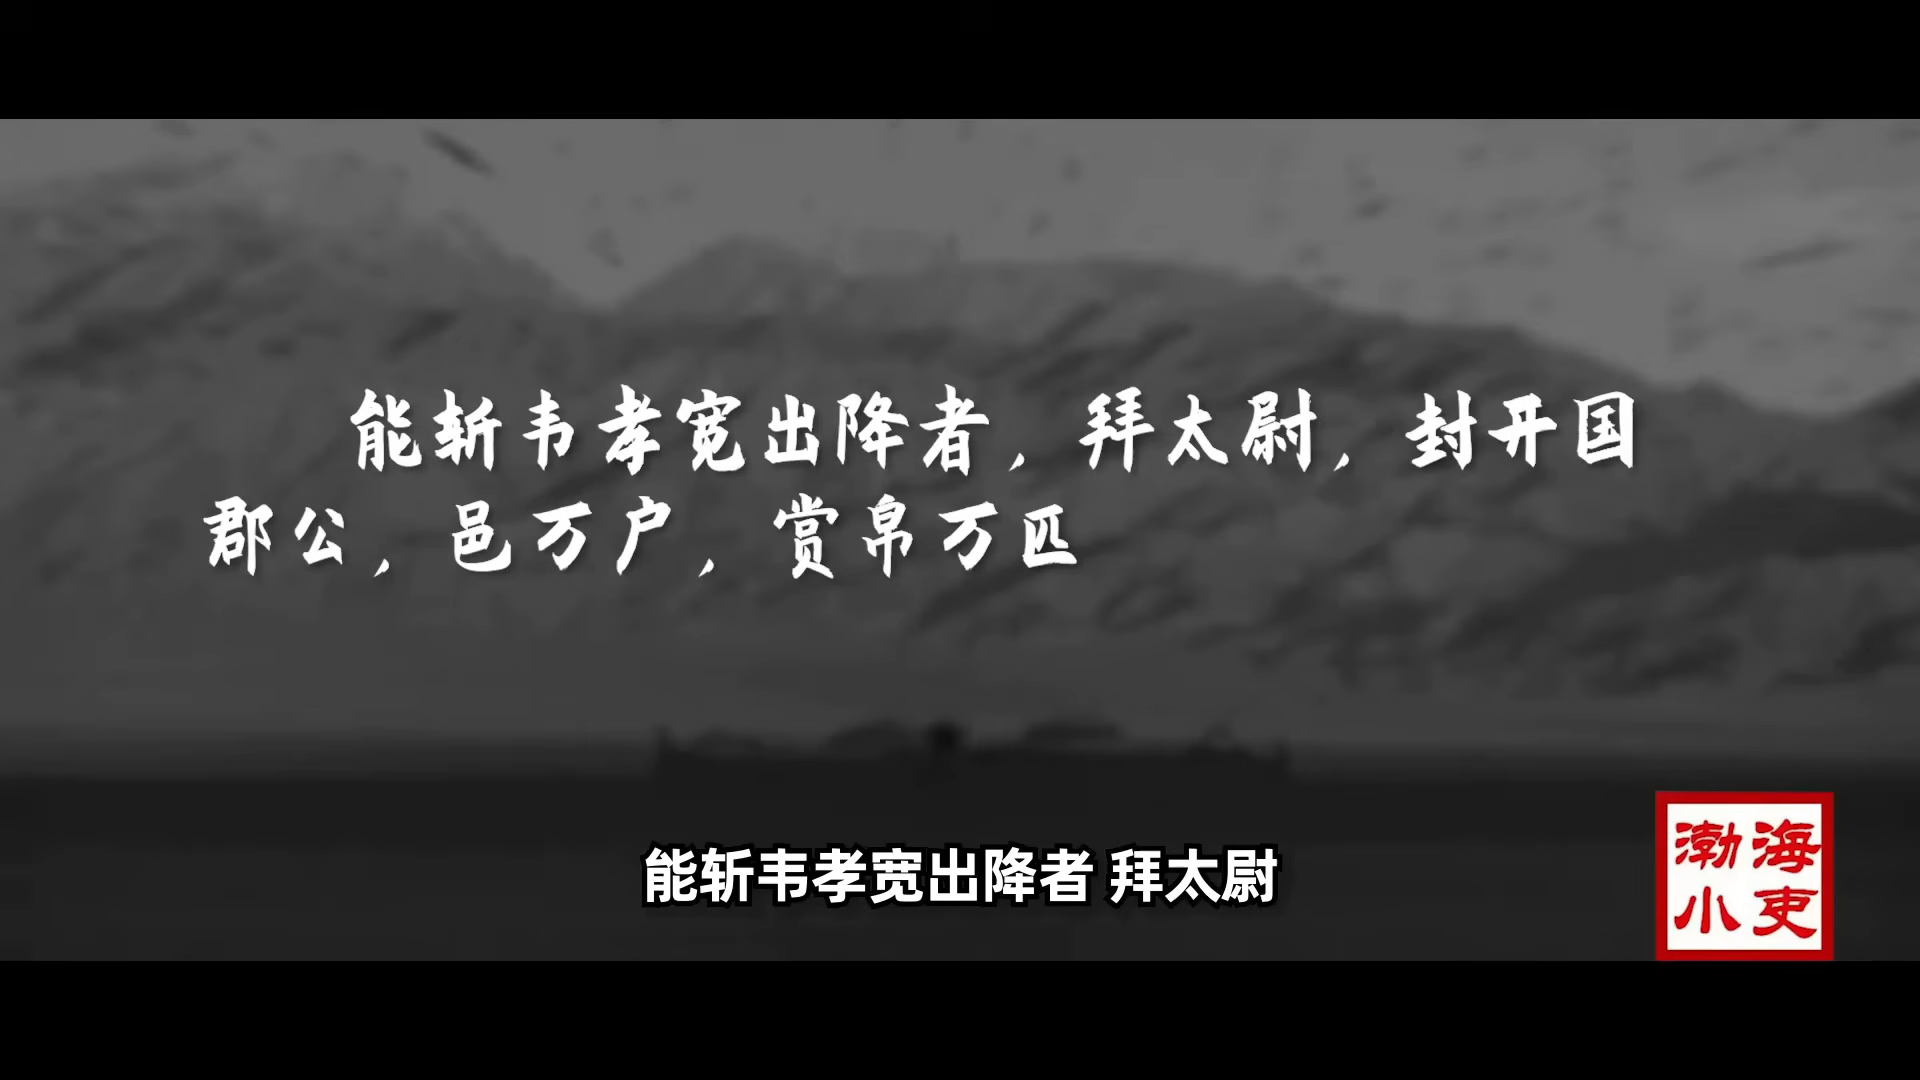 能斩韦孝宽出降者，拜太尉，封开国
郡公，邑万户，赏帛万匹
能斩韦孝宽出降者 拜太尉
渤海
小吏